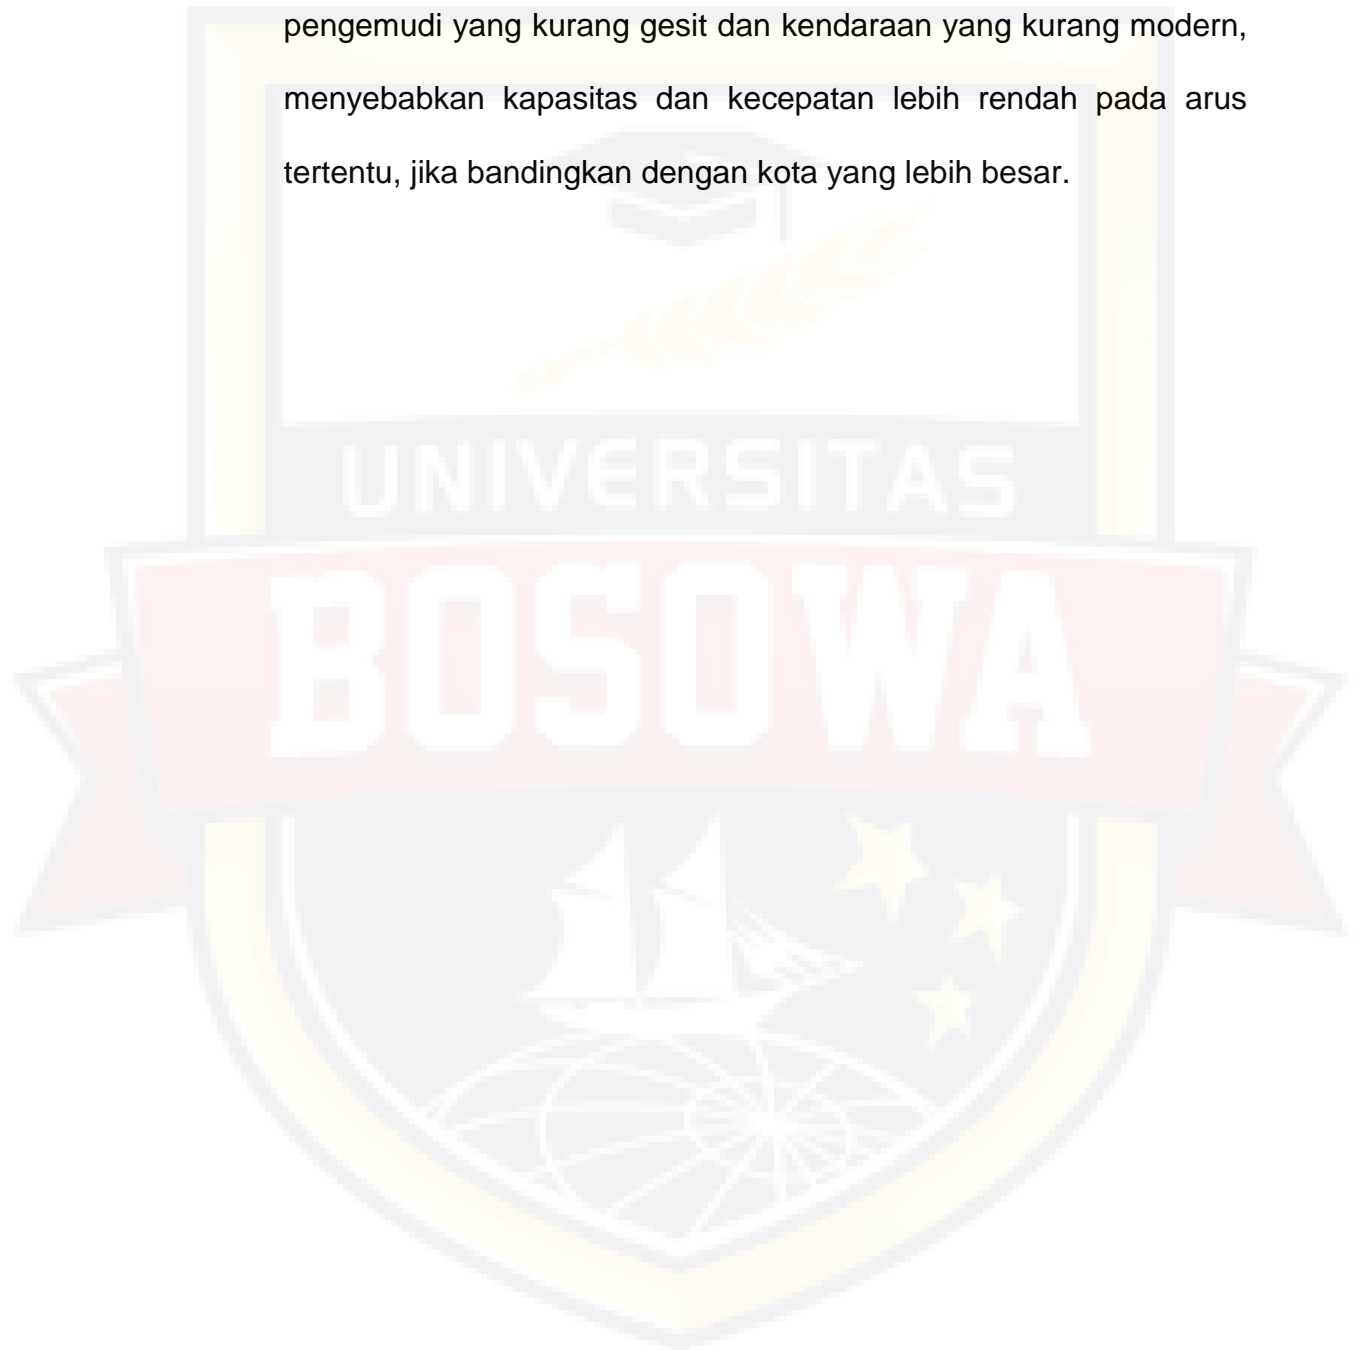 pengemudi yang kurang gesit dan kendaraan yang kurang modern,
menyebabkan kapasitas dan kecepatan lebih rendah pada arus
tertentu, jika bandingkan dengan kota yang lebih besar.
UNIVERSITAS
BOSOWA